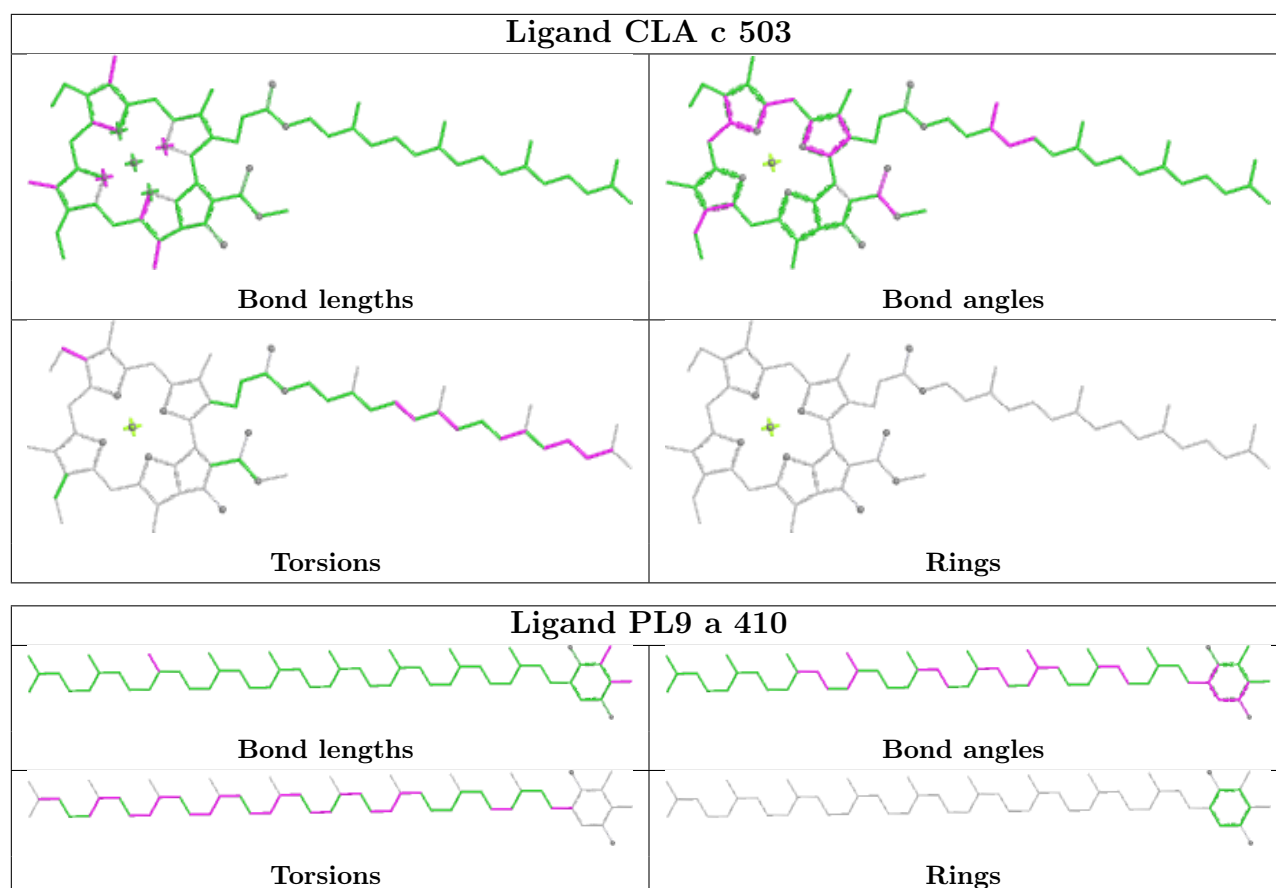 Ligand CLA c 503
Bond lengths
Bond angles
Torsions
Rings
Ligand PL9 a 410
Bond lengths
Bond angles
Torsions
Rings